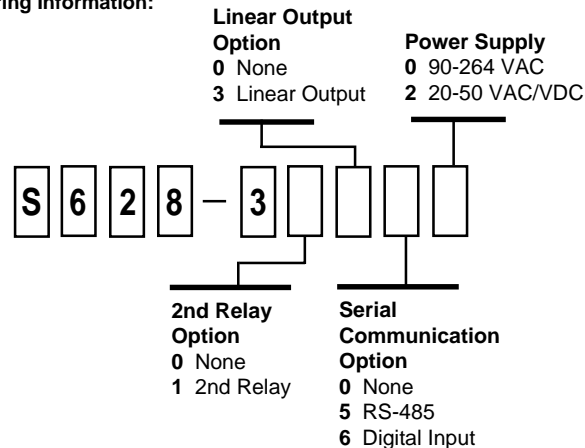 ring Information:
Linear Output
Option
0 None
3 Linear Output
Power Supply
0 90-264 VAC
2 20-50 VAC/VDC
S 6 2 8 – 3
2nd Relay
Option
0 None
1 2nd Relay
Serial
Communication
Option
0 None
5 RS-485
6 Digital Input